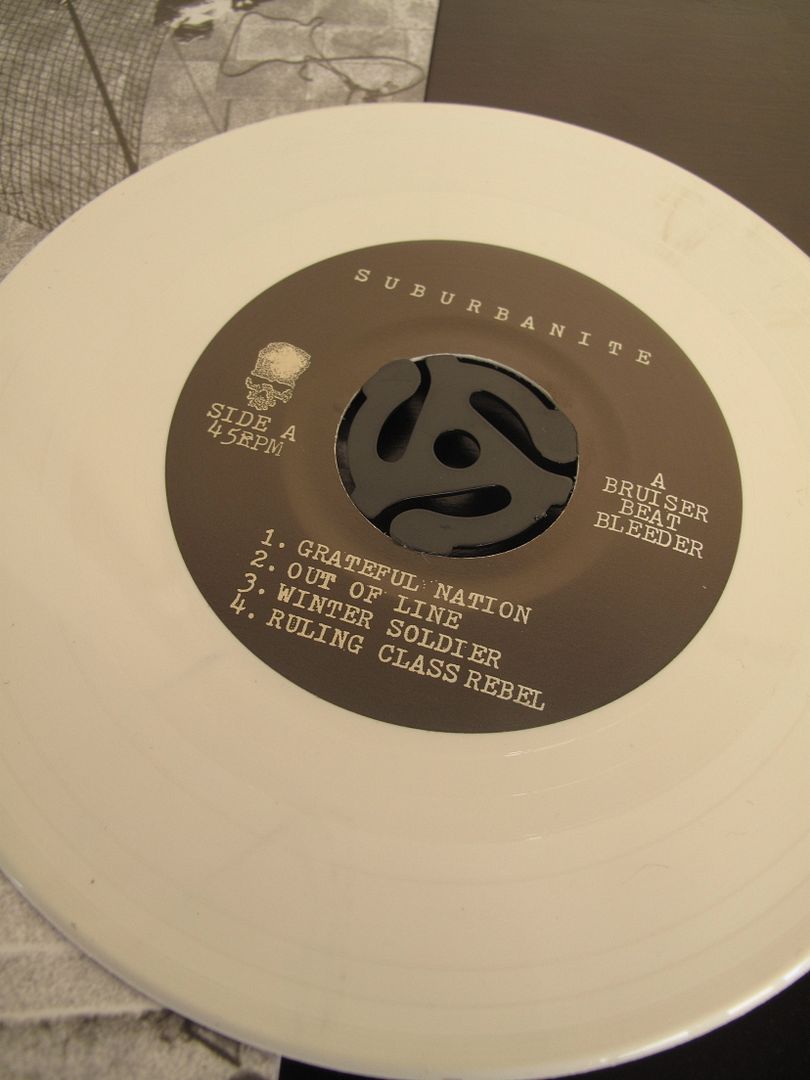 SUBURBANITE
SIDE A
45RPM
A
BRUISER
BEAT
BLEEDER
1. GRATEFUL NATION
2. OUT OF LINE
3. WINTER SOLDIER
4. RULING CLASS REBEL